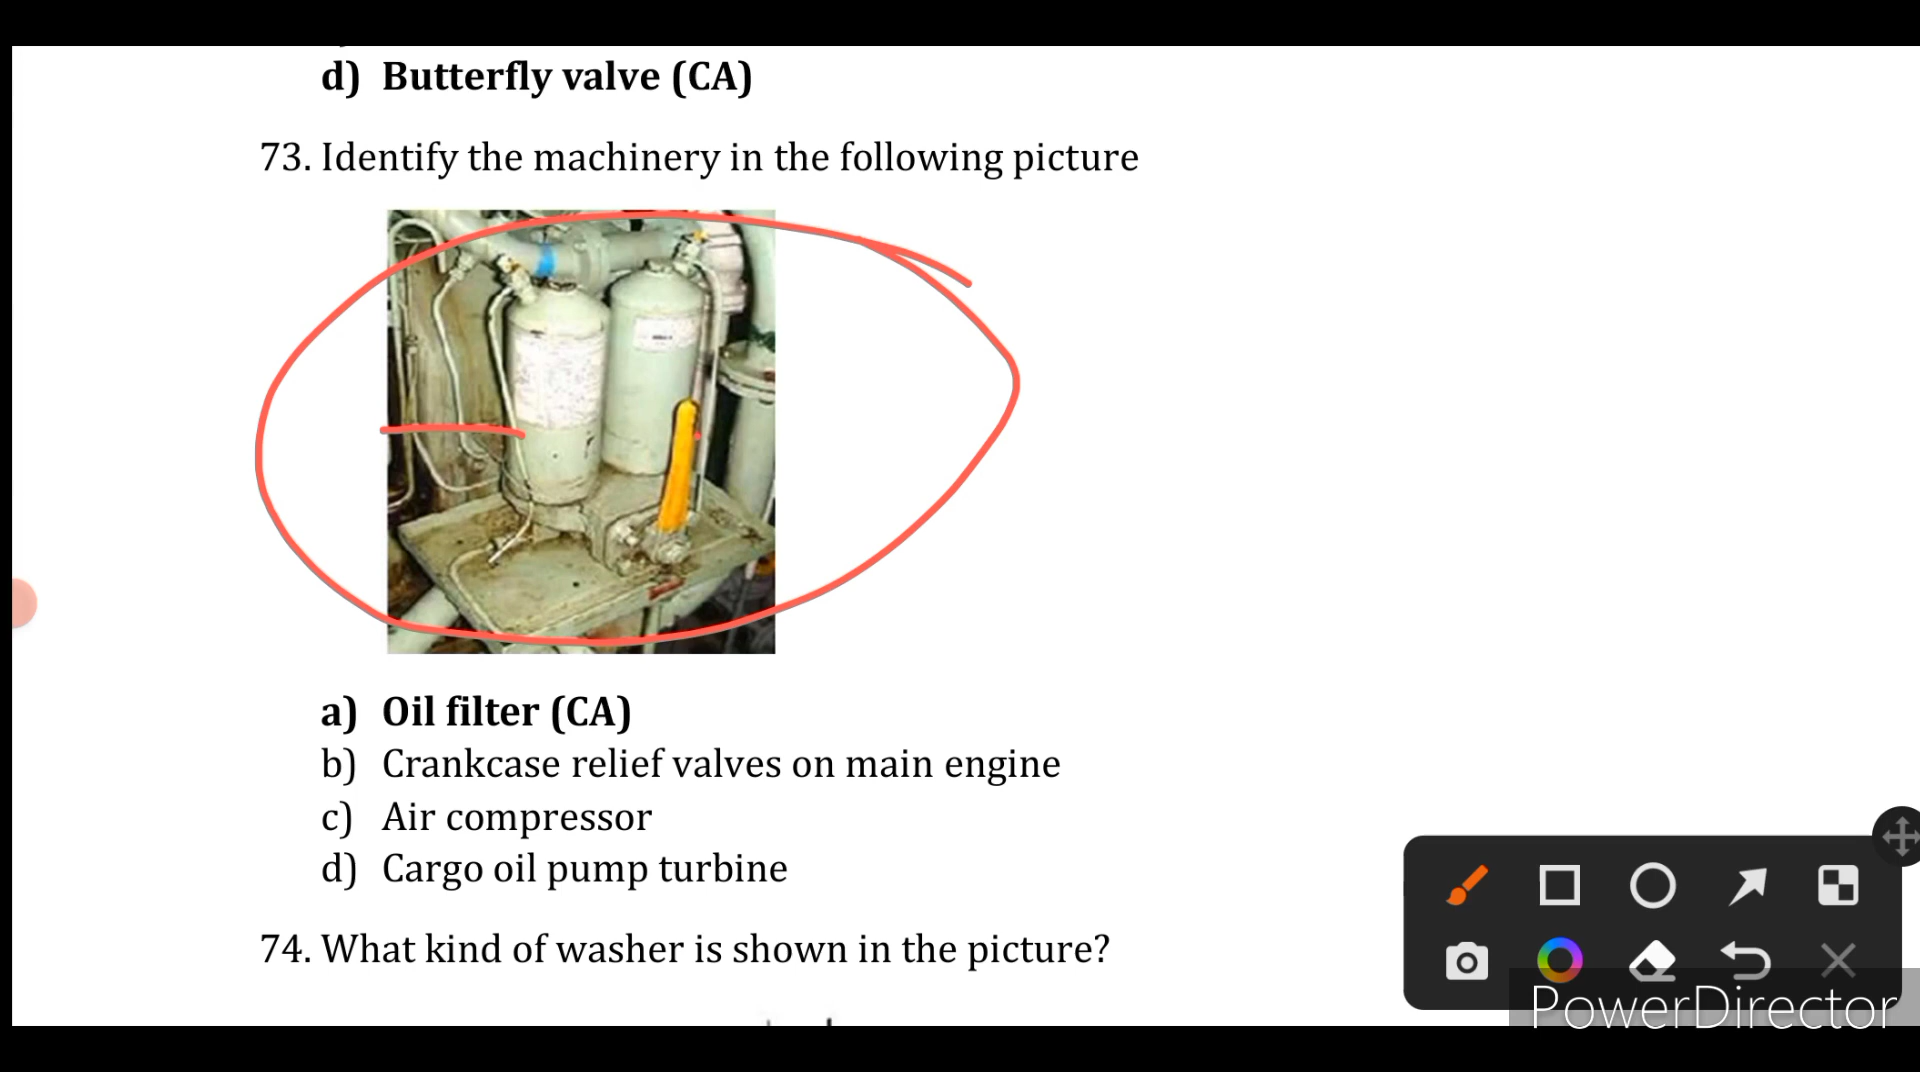 d) Butterfly valve (CA)
73. Identify the machinery in the following picture
a) Oil filter (CA)
b) Crankcase relief valves on main engine
c) Air compressor
d) Cargo oil pump turbine
74. What kind of washer is shown in the picture?
PowerDirector